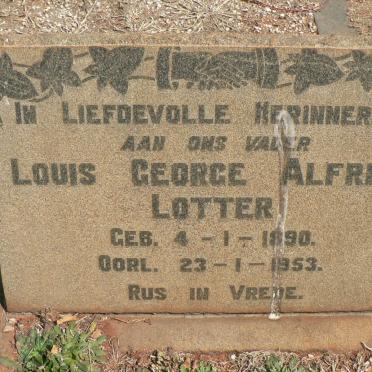 IN LIEFDEVOLLE HERINNER
AAN ONS VADER
LOUIS GEORGE ALFRE
LOTTER
GEB. 4-1-1890.
OORL. 23-1-1953.
RUS IN VREDE.